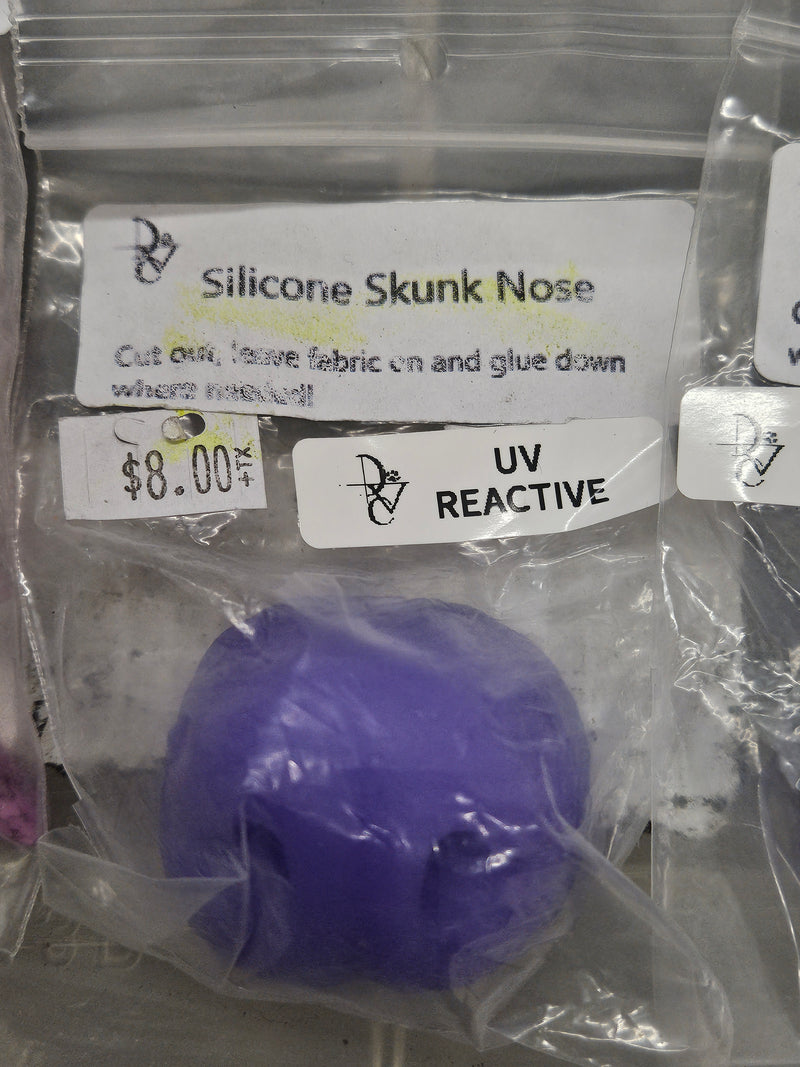 Silicone Skunk Nose
Cut out, leave fabric on and glue down
where needed!
$8.00
+TX
UV
REACTIVE